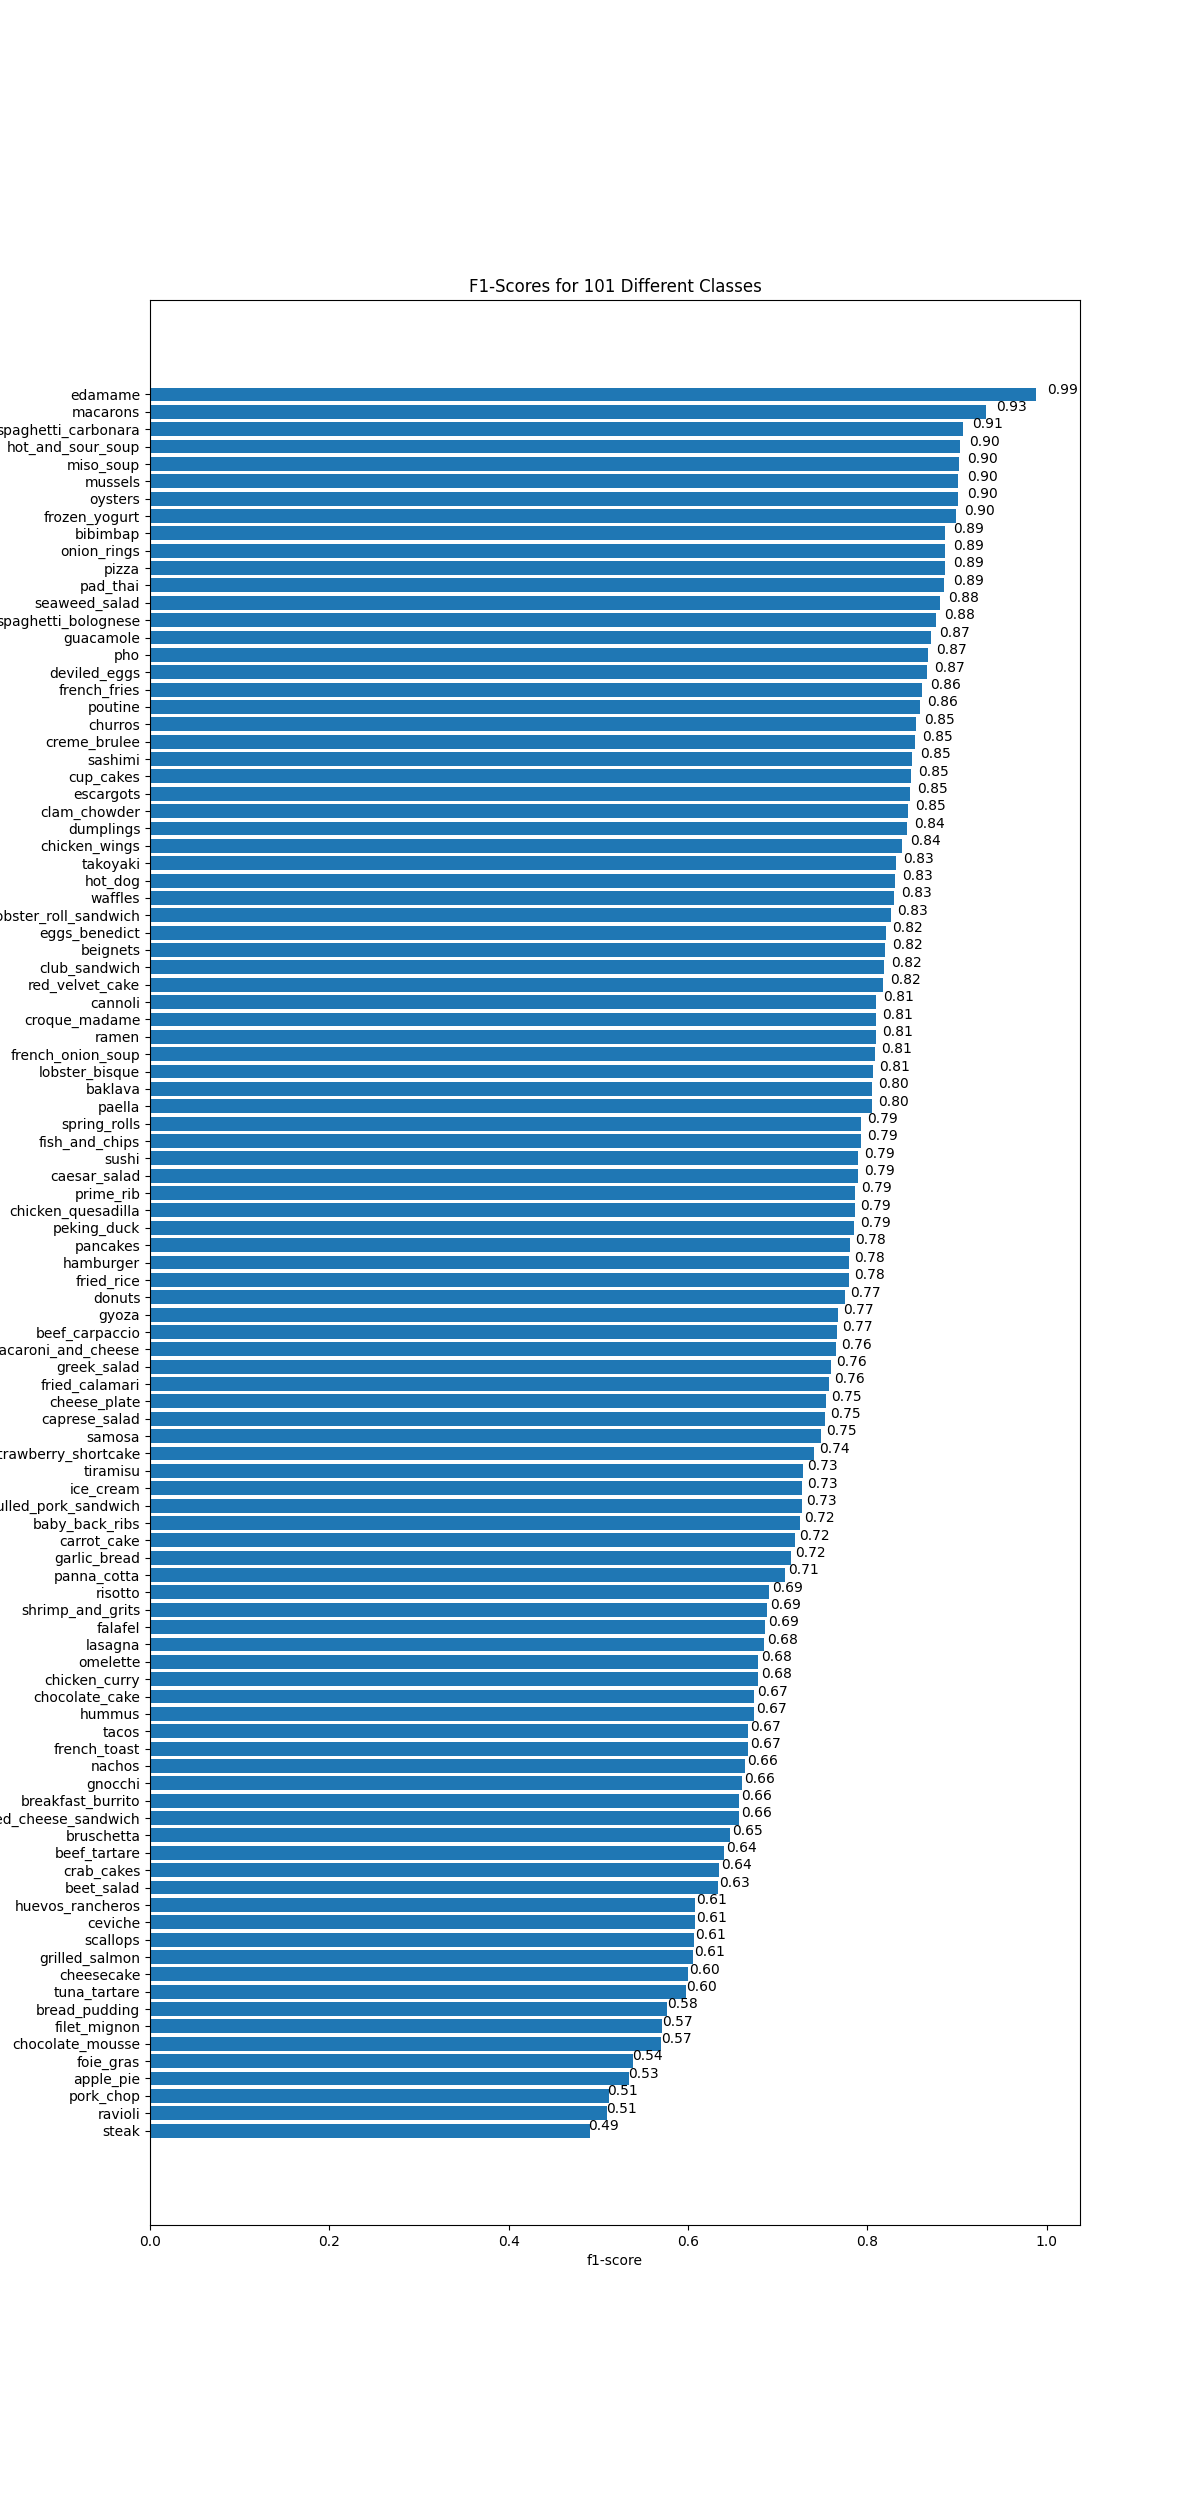 F1-Scores for 101 Different Classes
edamame 0.99
macarons 0.93
spaghetti_carbonara 0.91
hot_and_sour_soup 0.90
miso_soup 0.90
mussels 0.90
oysters 0.90
frozen_yogurt 0.90
bibimbap 0.89
onion_rings 0.89
pizza 0.89
pad_thai 0.89
seaweed_salad 0.88
spaghetti_bolognese 0.88
guacamole 0.87
pho 0.87
deviled_eggs 0.87
french_fries 0.86
poutine 0.86
churros 0.85
creme_brulee 0.85
sashimi 0.85
cup_cakes 0.85
escargots 0.85
clam_chowder 0.85
dumplings 0.84
chicken_wings 0.84
takoyaki 0.83
hot_dog 0.83
waffles 0.83
obster_roll_sandwich 0.83
eggs_benedict 0.82
beignets 0.82
club_sandwich 0.82
red_velvet_cake 0.82
cannoli 0.81
croque_madame 0.81
ramen 0.81
french_onion_soup 0.81
lobster_bisque 0.81
baklava 0.80
paella 0.80
spring_rolls 0.79
fish_and_chips 0.79
sushi 0.79
caesar_salad 0.79
prime_rib 0.79
chicken_quesadilla 0.79
peking_duck 0.79
pancakes 0.78
hamburger 0.78
fried_rice 0.78
donuts 0.77
gyoza 0.77
beef_carpaccio 0.77
acaroni_and_cheese 0.76
greek_salad 0.76
fried_calamari 0.76
cheese_plate 0.75
caprese_salad 0.75
samosa 0.75
trawberry_shortcake 0.74
tiramisu 0.73
ice_cream 0.73
ulled_pork_sandwich 0.73
baby_back_ribs 0.72
carrot_cake 0.72
garlic_bread 0.72
panna_cotta 0.71
risotto 0.69
shrimp_and_grits 0.69
falafel 0.69
lasagna 0.68
omelette 0.68
chicken_curry 0.68
chocolate_cake 0.67
hummus 0.67
tacos 0.67
french_toast 0.67
nachos 0.66
gnocchi 0.66
breakfast_burrito 0.66
ed_cheese_sandwich 0.66
bruschetta 0.65
beef_tartare 0.64
crab_cakes 0.64
beet_salad 0.63
huevos_rancheros 0.61
ceviche 0.61
scallops 0.61
grilled_salmon 0.61
cheesecake 0.60
tuna_tartare 0.60
bread_pudding 0.58
filet_mignon 0.57
chocolate_mousse 0.57
foie_gras 0.54
apple_pie 0.53
pork_chop 0.51
ravioli 0.51
steak 0.49
0.0 0.2 0.4 0.6 0.8 1.0
f1-score